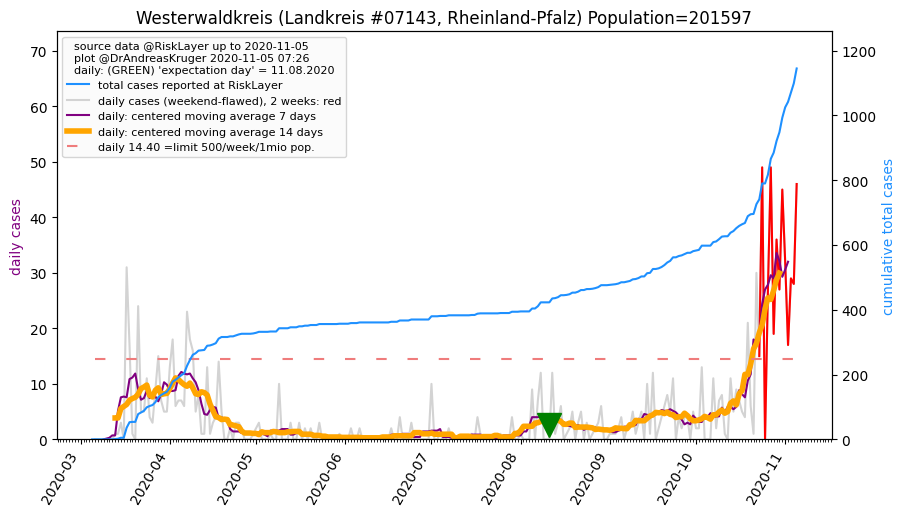 Westerwaldkreis (Landkreis #07143, Rheinland-Pfalz) Population=201597
source data @RiskLayer up to 2020-11-05
plot @DrAndreasKruger 2020-11-05 07:26
daily: (GREEN) 'expectation day' = 11.08.2020
total cases reported at RiskLayer
daily cases (weekend-flawed), 2 weeks: red
daily: centered moving average 7 days
daily: centered moving average 14 days
daily 14.40 =limit 500/week/1mio pop.
daily cases
70
60
50
40
30
20
10
0
1200
1000
800
600
400
200
0
cumulative total cases
2020-03
2020-04
2020-05
2020-06
2020-07
2020-08
2020-09
2020-10
2020-11